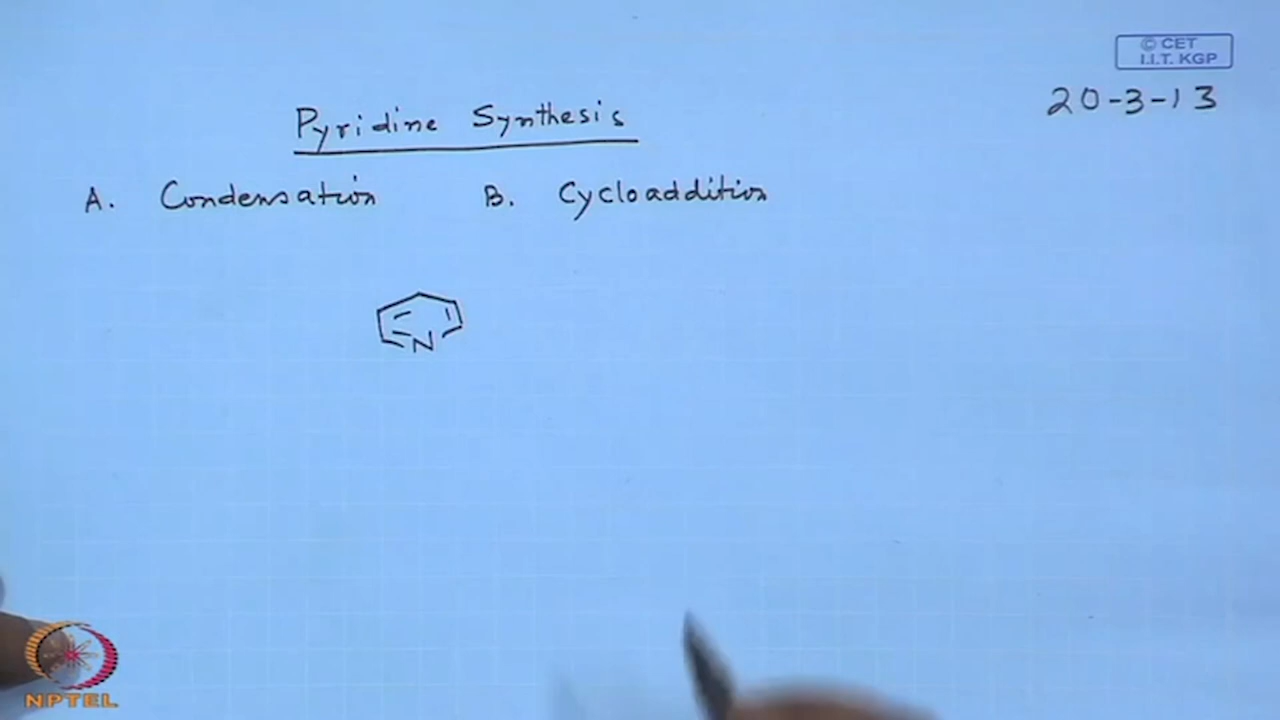 © CET
I.I.T. KGP
20-3-13
Pyridine Synthesis
A. Condensation B. Cycloaddition
N
NPTEL